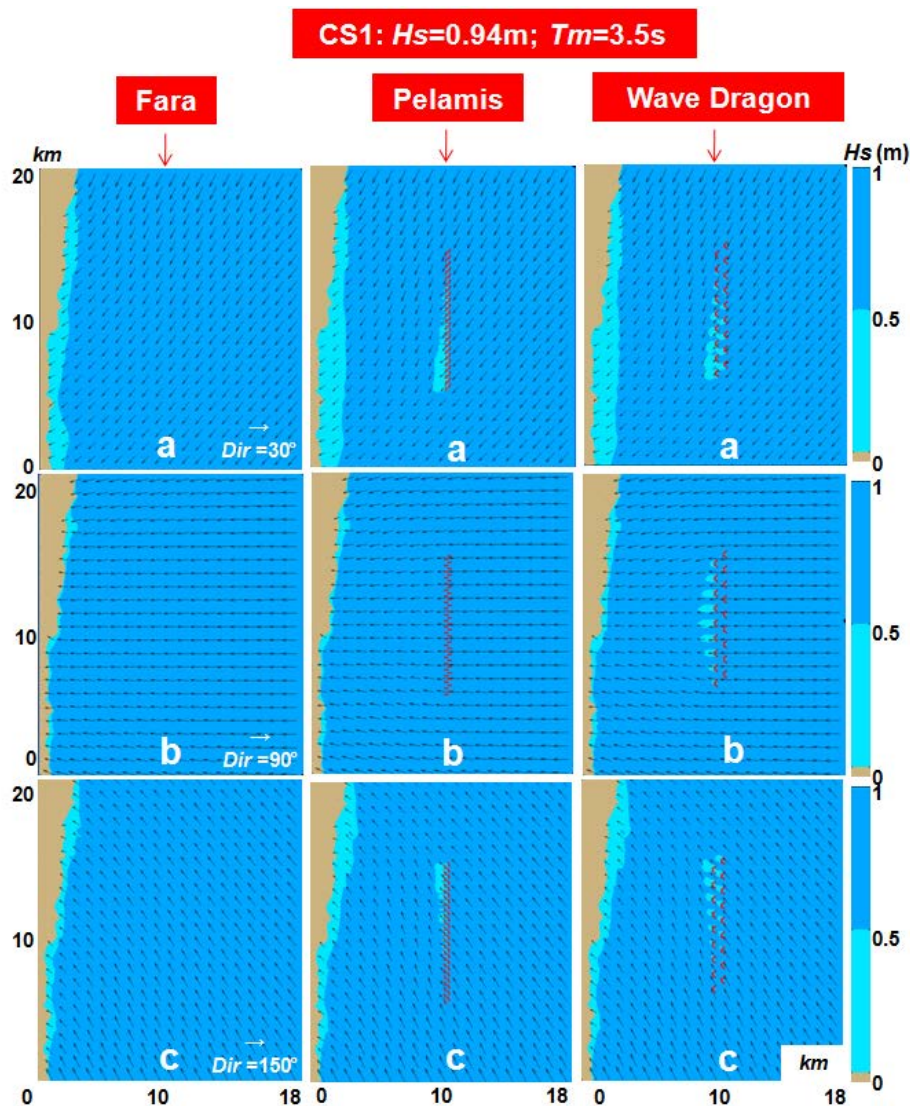 CS1: Hs=0.94m; Tm=3.5s
Fara
Pelamis
Wave Dragon
km
Hs (m)
20
10
0
a
Dir =30°
a
a
1
0.5
0
20
10
0
b
Dir =90°
b
b
1
0.5
0
20
10
c
Dir =150°
c
c
km
1
0.5
0
0 10 18 0 10 18 0 10 18